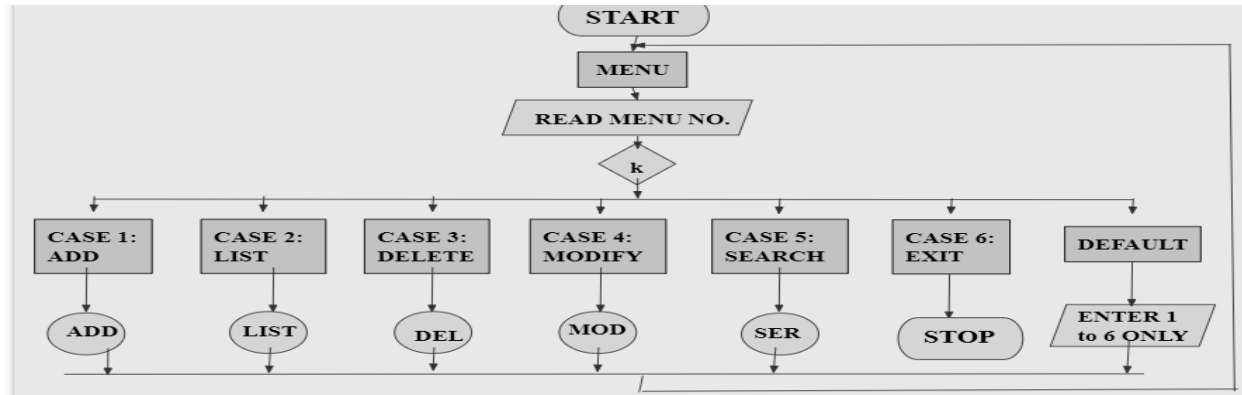 START
MENU
READ MENU NO.
k
CASE 1:
ADD
CASE 2:
LIST
CASE 3:
DELETE
CASE 4:
MODIFY
CASE 5:
SEARCH
CASE 6:
EXIT
DEFAULT
ADD
LIST
DEL
MOD
SER
STOP
ENTER 1
to 6 ONLY